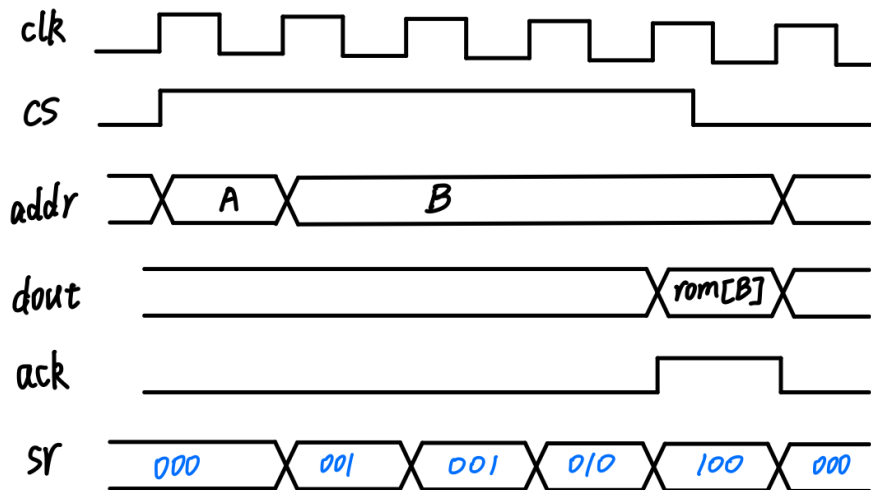 clk
cs
addr A B
dout rom[B]
ack
sr 000 001 001 010 100 000